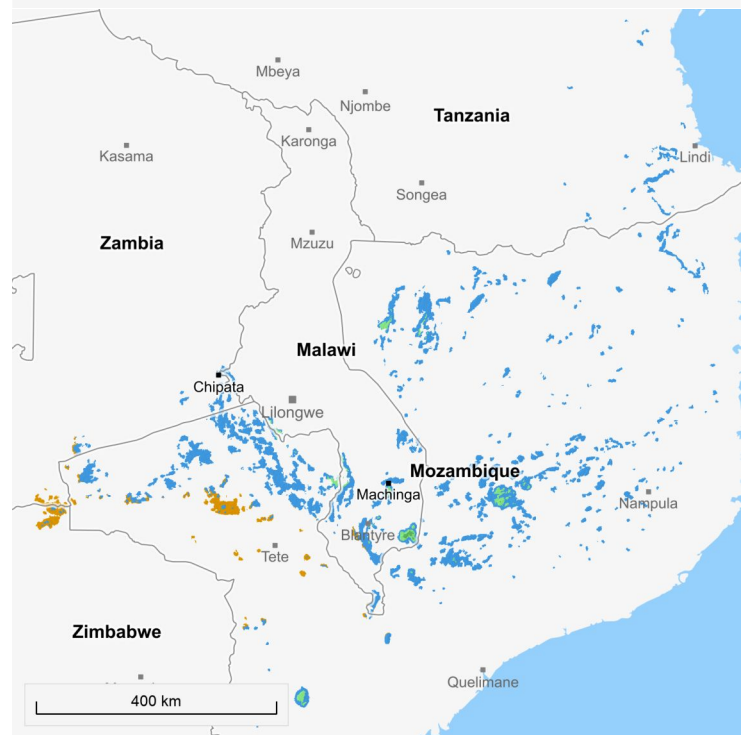 Mbeya
Njombe
Tanzania
Karonga
Kasama
Lindi
Songea
Mzuzu
Zambia
Malawi
Chipata
Lilongwe
Mozambique
Machinga
Nampula
Blantyre
Tete
Zimbabwe
Quelimane
400 km